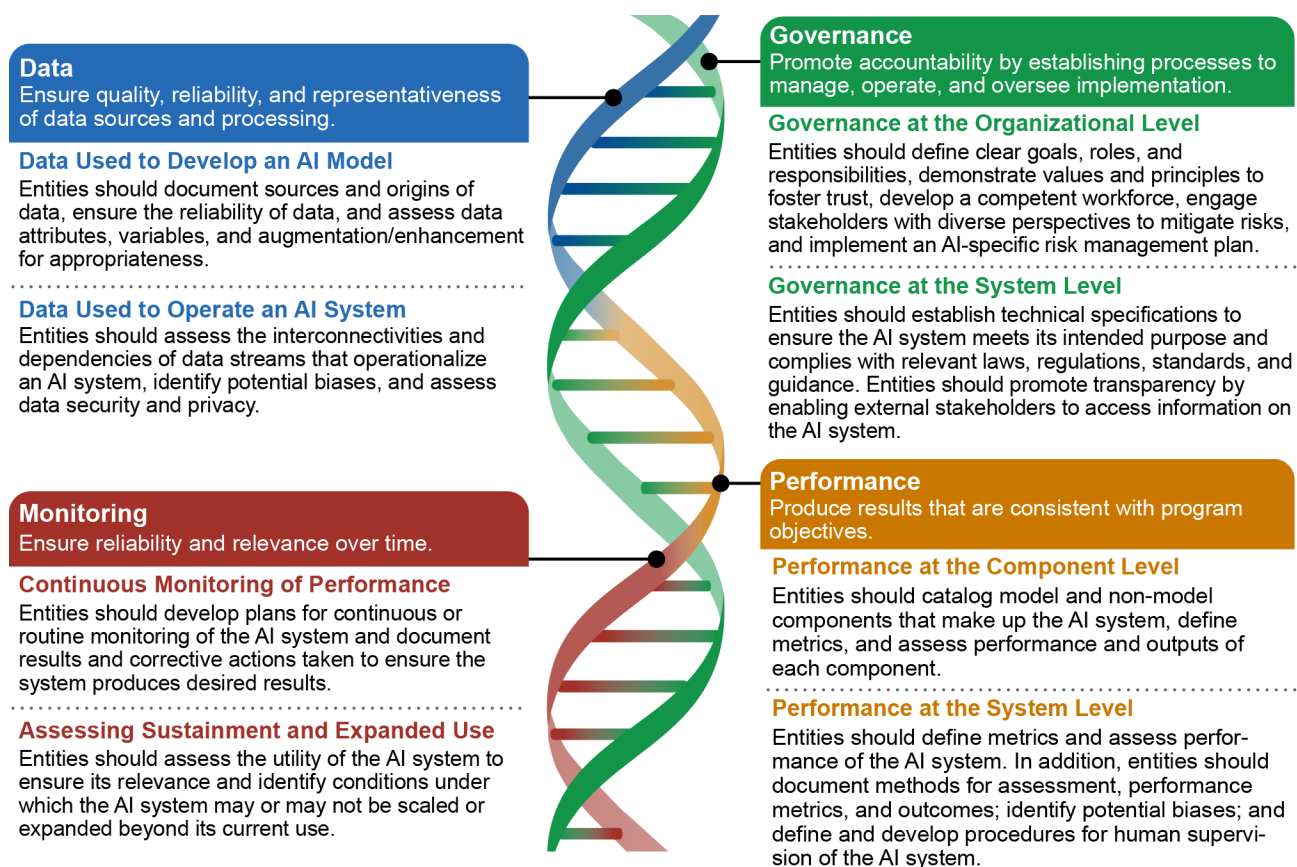 Data
Ensure quality, reliability, and representativeness
of data sources and processing.
Data Used to Develop an AI Model
Entities should document sources and origins of
data, ensure the reliability of data, and assess data
attributes, variables, and augmentation/enhancement
for appropriateness.
Data Used to Operate an AI System
Entities should assess the interconnectivities and
dependencies of data streams that operationalize
an AI system, identify potential biases, and assess
data security and privacy.
Governance
Promote accountability by establishing processes to
manage, operate, and oversee implementation.
Governance at the Organizational Level
Entities should define clear goals, roles, and
responsibilities, demonstrate values and principles to
foster trust, develop a competent workforce, engage
stakeholders with diverse perspectives to mitigate risks,
and implement an AI-specific risk management plan.
Governance at the System Level
Entities should establish technical specifications to
ensure the AI system meets its intended purpose and
complies with relevant laws, regulations, standards, and
guidance. Entities should promote transparency by
enabling external stakeholders to access information on
the AI system.
Monitoring
Ensure reliability and relevance over time.
Continuous Monitoring of Performance
Entities should develop plans for continuous or
routine monitoring of the AI system and document
results and corrective actions taken to ensure the
system produces desired results.
Assessing Sustainment and Expanded Use
Entities should assess the utility of the AI system to
ensure its relevance and identify conditions under
which the AI system may or may not be scaled or
expanded beyond its current use.
Performance
Produce results that are consistent with program
objectives.
Performance at the Component Level
Entities should catalog model and non-model
components that make up the AI system, define
metrics, and assess performance and outputs of
each component.
Performance at the System Level
Entities should define metrics and assess perfor-
mance of the AI system. In addition, entities should
document methods for assessment, performance
metrics, and outcomes; identify potential biases; and
define and develop procedures for human supervi-
sion of the AI system.